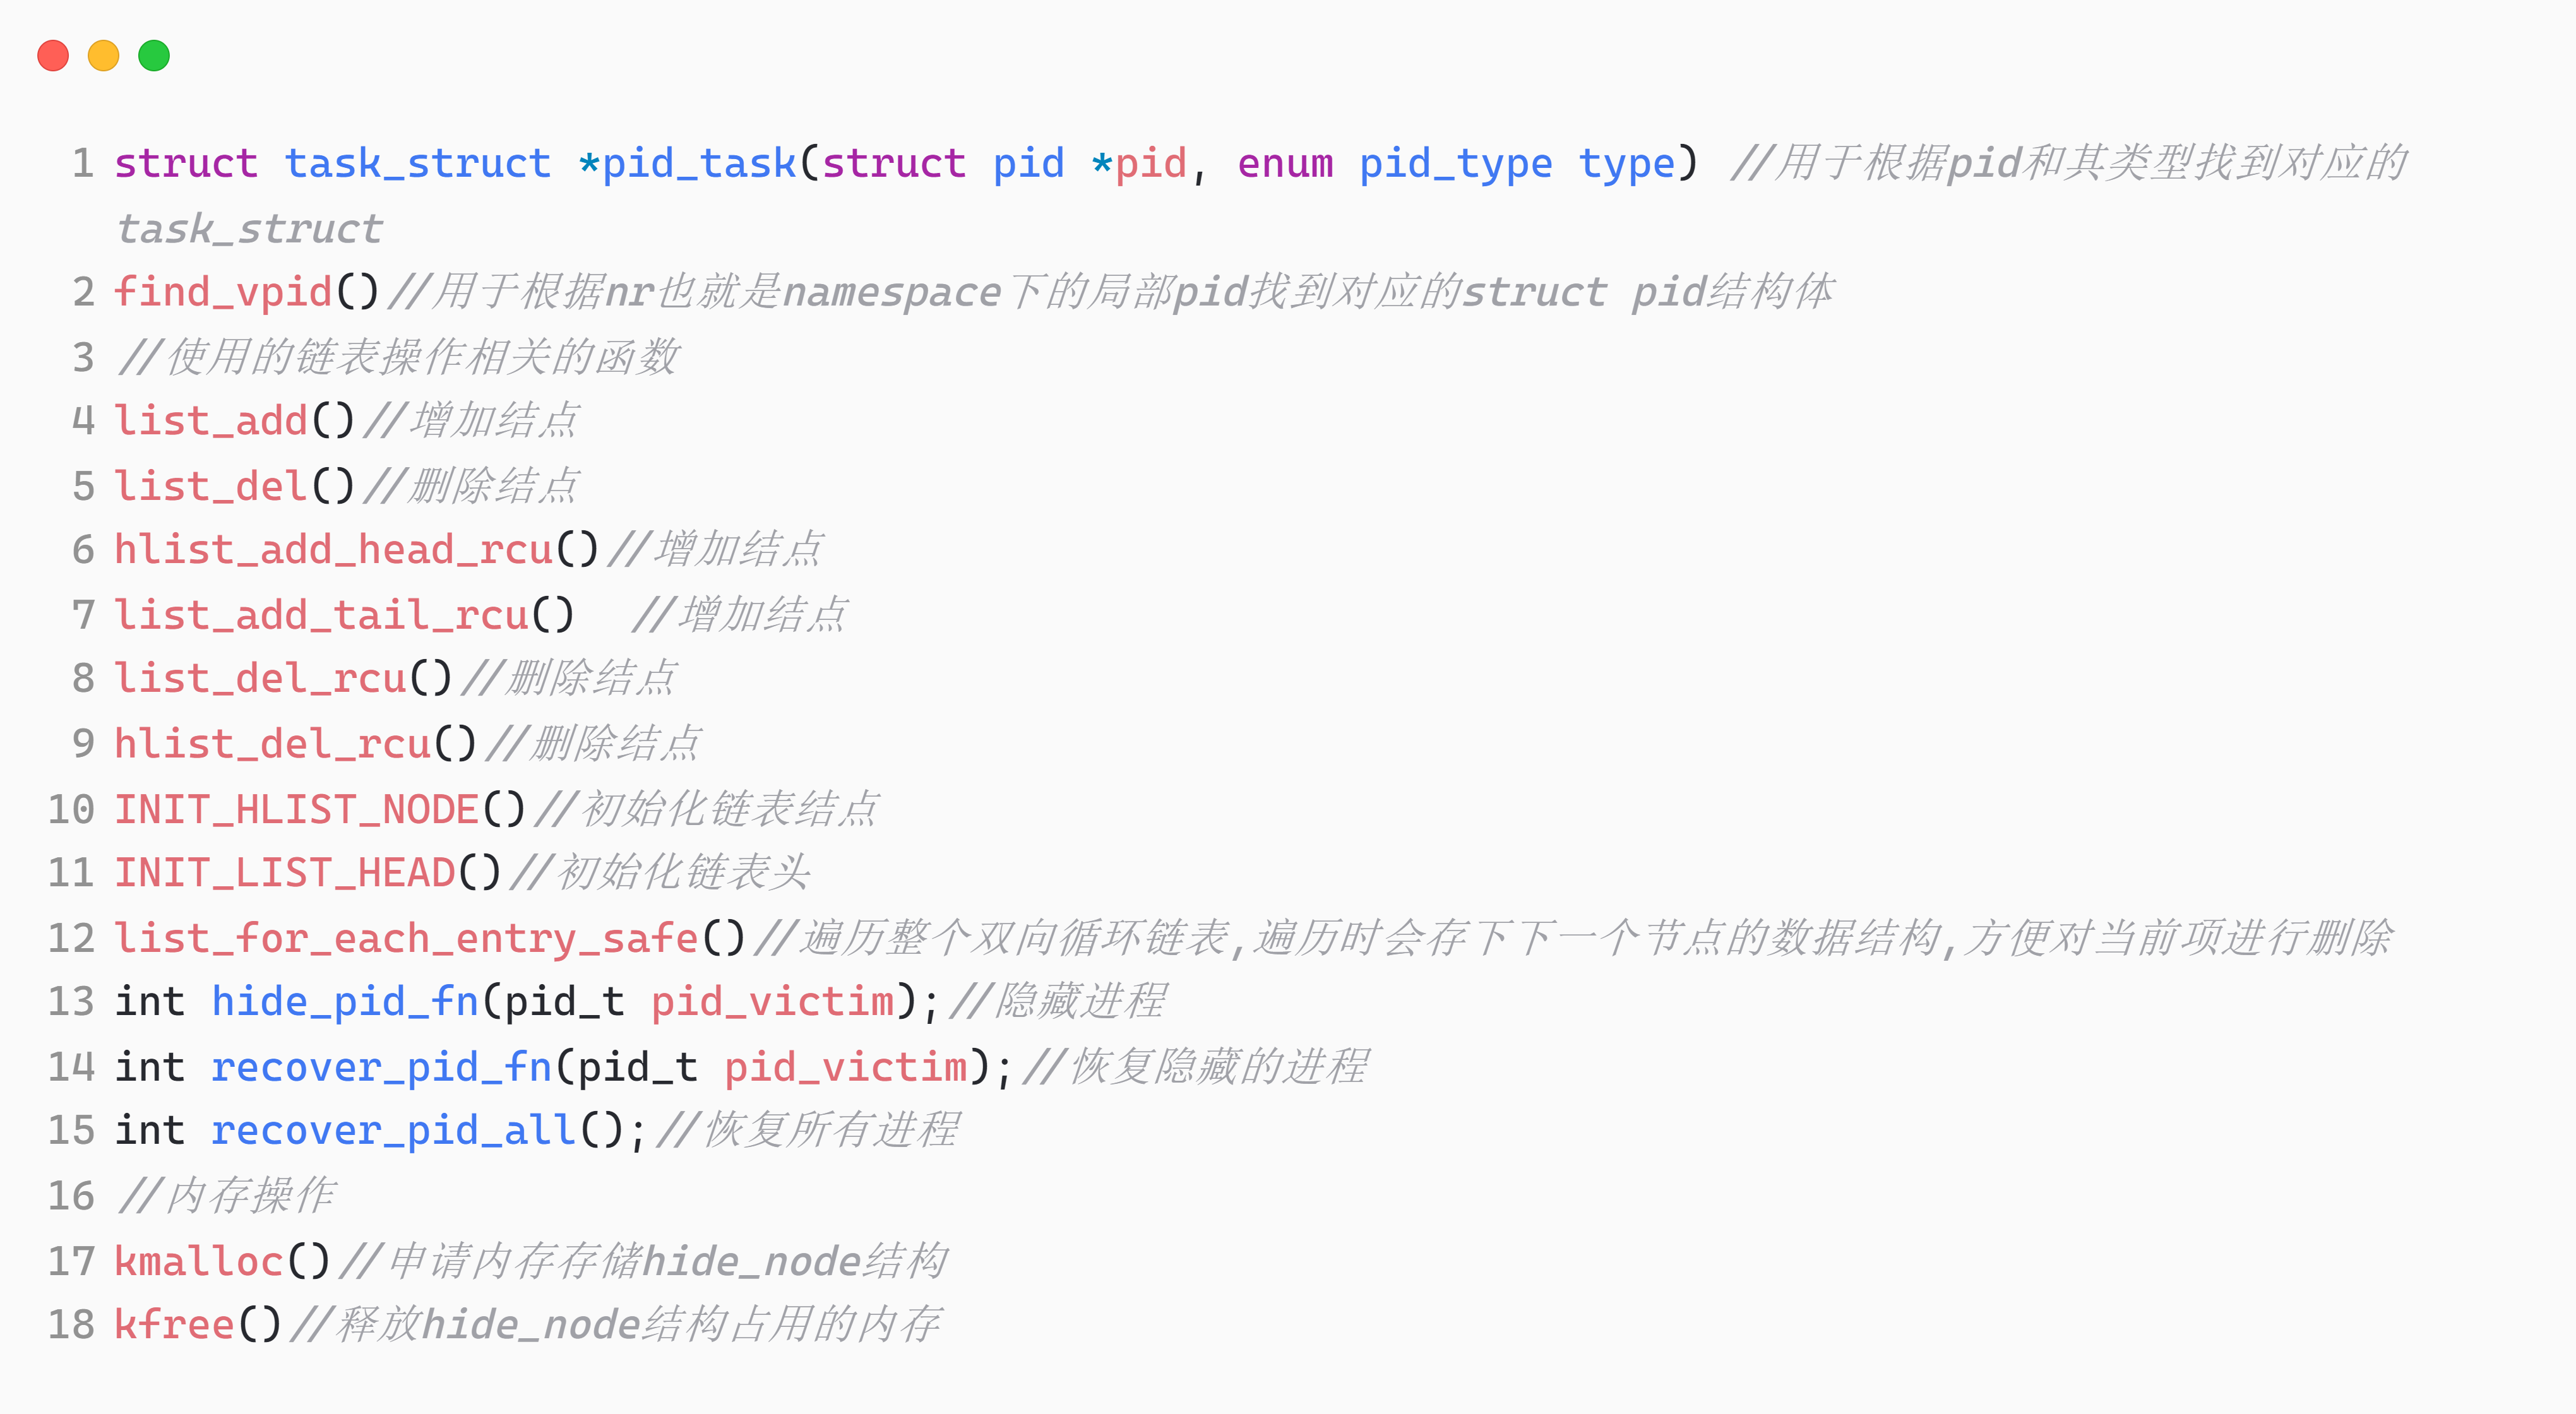 1 struct task_struct *pid_task(struct pid *pid, enum pid_type type) //用于根据pid和其类型找到对应的
task_struct
2 find_vpid()//用于根据nr也就是namespace下的局部pid找到对应的struct pid结构体
3 //使用的链表操作相关的函数
4 list_add()//增加结点
5 list_del()//删除结点
6 hlist_add_head_rcu()//增加结点
7 list_add_tail_rcu()  //增加结点
8 list_del_rcu()//删除结点
9 hlist_del_rcu()//删除结点
10 INIT_HLIST_NODE()//初始化链表结点
11 INIT_LIST_HEAD()//初始化链表头
12 list_for_each_entry_safe()//遍历整个双向循环链表,遍历时会存下下一个节点的数据结构,方便对当前项进行删除
13 int hide_pid_fn(pid_t pid_victim);//隐藏进程
14 int recover_pid_fn(pid_t pid_victim);//恢复隐藏的进程
15 int recover_pid_all();//恢复所有进程
16 //内存操作
17 kmalloc()//申请内存存储hide_node结构
18 kfree()//释放hide_node结构占用的内存